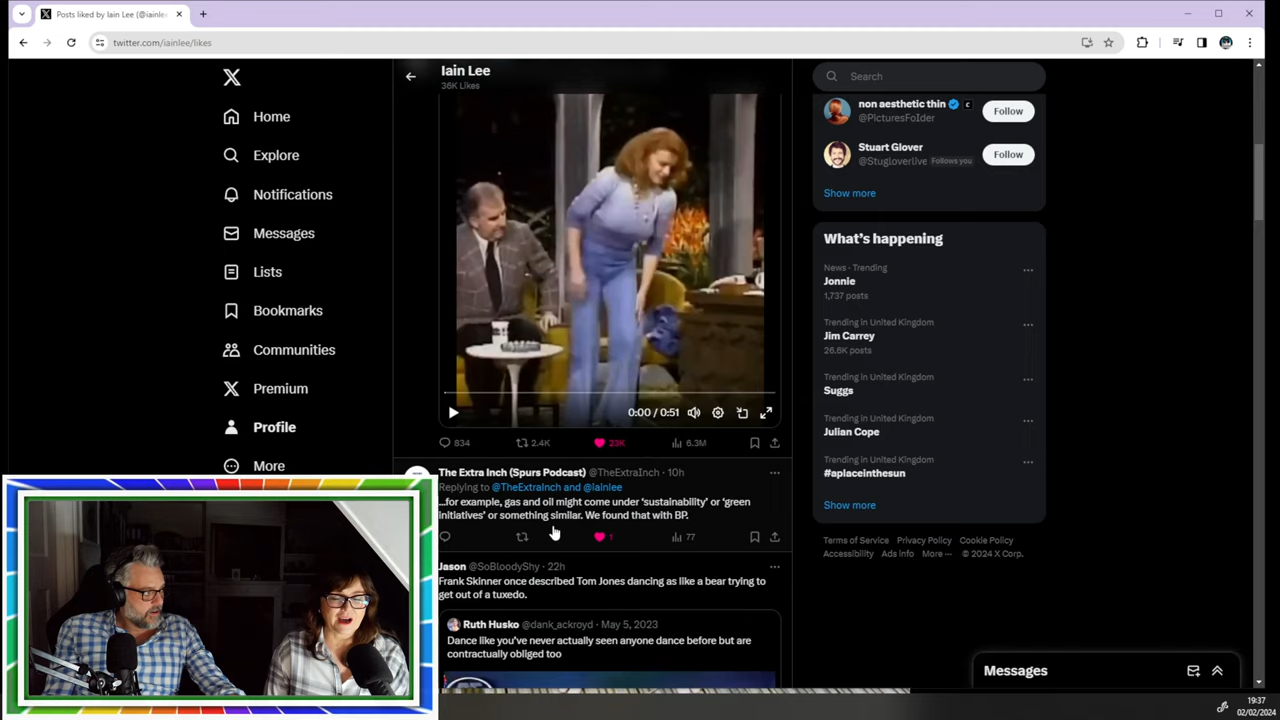 Posts liked by Iain Lee (@iainle
twitter.com/iainlee/likes
Iain Lee
36K Likes
Search
Home
Explore
Notifications
Messages
Lists
Bookmarks
Communities
Premium
Profile
More
non aesthetic thin
@PicturesFoIder
Follow
Stuart Glover
@Stugloverlive Follows you
Follow
Show more
What's happening
News · Trending
Jonnie
1,737 posts
Trending in United Kingdom
Jim Carrey
26.6K posts
Trending in United Kingdom
Suggs
Trending in United Kingdom
Julian Cope
Trending in United Kingdom
#aplaceinthesun
Show more
Terms of Service Privacy Policy Cookie Policy
Accessibility Ads info More ··· © 2024 X Corp.
0:00 / 0:51
834 2.4K 23K 6.3M
The Extra Inch (Spurs Podcast) @TheExtraInch · 10h
Replying to @TheExtraInch and @iainlee
...for example, gas and oil might come under 'sustainability' or 'green
initiatives' or something similar. We found that with BP.
1 77
Jason @SoBloodyShy · 22h
Frank Skinner once described Tom Jones dancing as like a bear trying to
get out of a tuxedo.
Ruth Husko @dank_ackroyd · May 5, 2023
Dance like you've never actually seen anyone dance before but are
contractually obliged too
Messages
19:37
02/02/2024